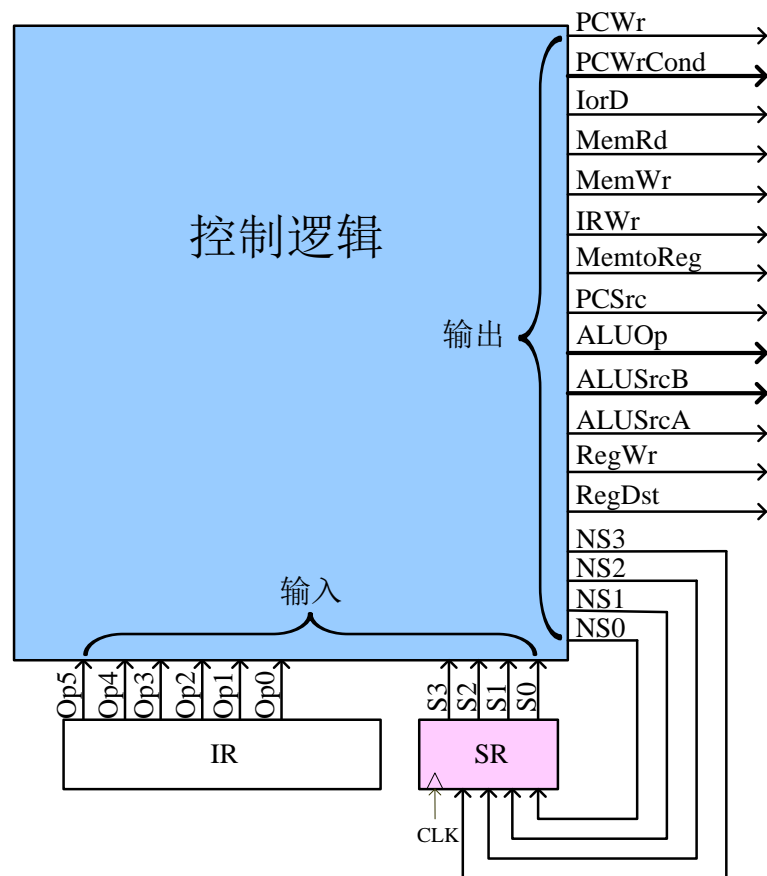 PCWr
PCWrCond
IorD
MemRd
MemWr
IRWr
MemtoReg
PCSrc
ALUOp
ALUSrcB
ALUSrcA
RegWr
RegDst
NS3
NS2
NS1
NS0
控制逻辑
输出
输入
Op5
Op4
Op3
Op2
Op1
Op0
S3
S2
S1
S0
IR
SR
CLK